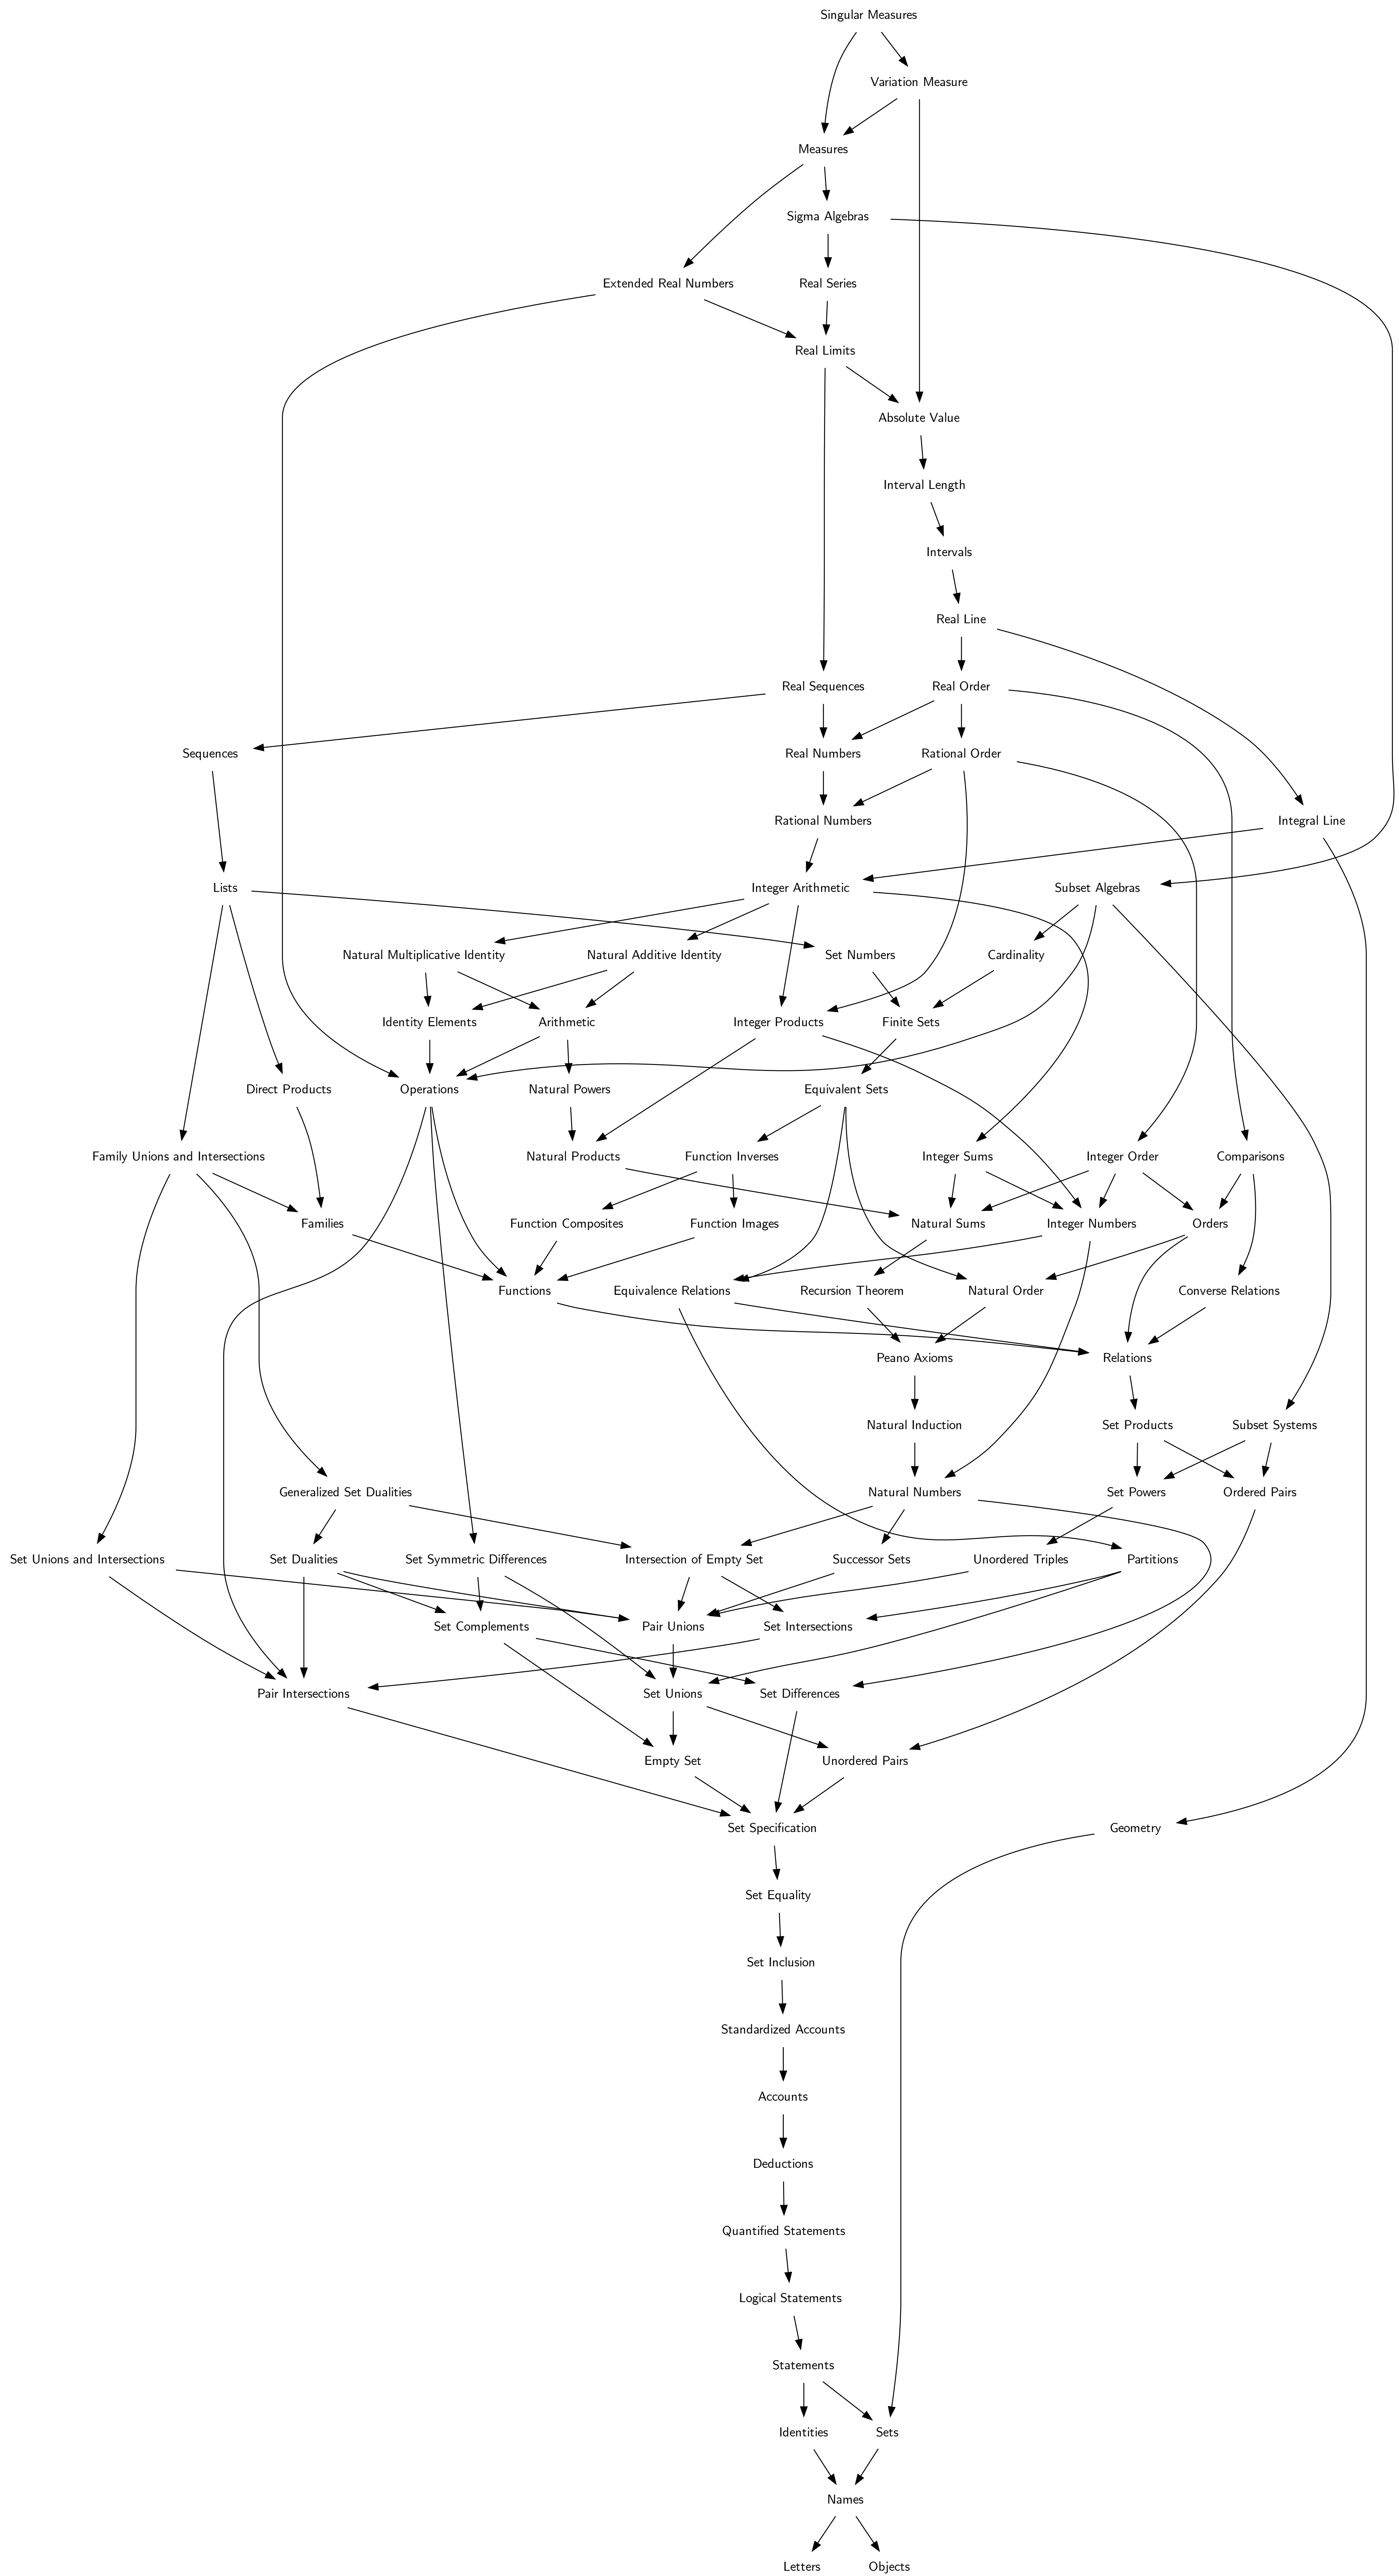 Singular Measures
Variation Measure
Measures
Sigma Algebras
Extended Real Numbers
Real Series
Real Limits
Absolute Value
Interval Length
Intervals
Real Line
Real Sequences
Real Order
Sequences
Real Numbers
Rational Order
Rational Numbers
Integral Line
Lists
Integer Arithmetic
Subset Algebras
Natural Multiplicative Identity
Natural Additive Identity
Set Numbers
Cardinality
Identity Elements
Arithmetic
Integer Products
Finite Sets
Direct Products
Operations
Natural Powers
Equivalent Sets
Family Unions and Intersections
Natural Products
Function Inverses
Integer Sums
Integer Order
Comparisons
Families
Function Composites
Function Images
Natural Sums
Integer Numbers
Orders
Functions
Equivalence Relations
Recursion Theorem
Natural Order
Converse Relations
Peano Axioms
Relations
Natural Induction
Set Products
Subset Systems
Generalized Set Dualities
Natural Numbers
Set Powers
Ordered Pairs
Set Unions and Intersections
Set Dualities
Set Symmetric Differences
Intersection of Empty Set
Successor Sets
Unordered Triples
Partitions
Set Complements
Pair Unions
Set Intersections
Pair Intersections
Set Unions
Set Differences
Empty Set
Unordered Pairs
Set Specification
Geometry
Set Equality
Set Inclusion
Standardized Accounts
Accounts
Deductions
Quantified Statements
Logical Statements
Statements
Identities
Sets
Names
Letters
Objects